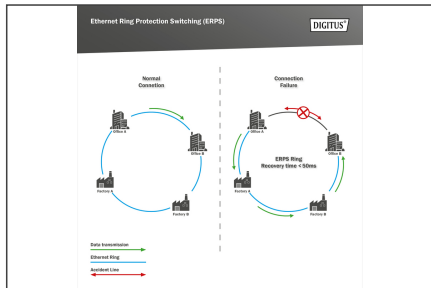 Ethernet Ring Protection Switching (ERPS)
DIGITUS®
Normal
Connetion
Connection
Failure
Office A
Office B
Factory A
Factory B
Office A
Office B
ERPS Ring
Recovery time < 50ms
Factory A
Factory B
Data transmission
Ethernet Ring
Accident Line